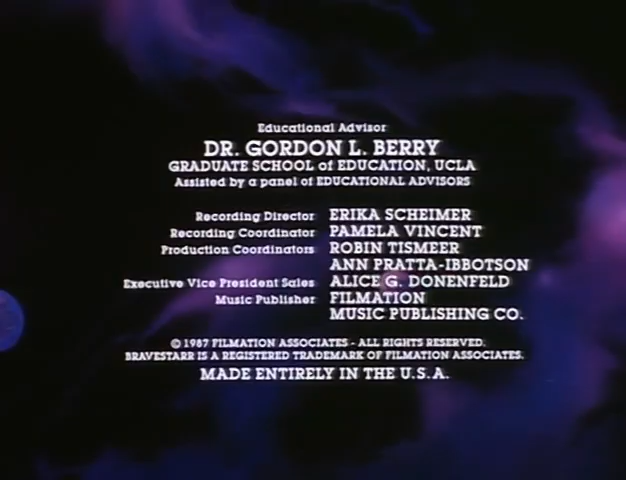 Educational Advisor
DR. GORDON L. BERRY
GRADUATE SCHOOL of EDUCATION, UCLA
Assisted by a panel of EDUCATIONAL ADVISORS
Recording Director ERIKA SCHEIMER
Recording Coordinator PAMELA VINCENT
Production Coordinators ROBIN TISMEER
ANN PRATTA-IBBOTSON
Executive Vice President Sales ALICE G. DONENFELD
Music Publisher FILMATION
MUSIC PUBLISHING CO.
© 1987 FILMATION ASSOCIATES - ALL RIGHTS RESERVED.
BRAVESTARR IS A REGISTERED TRADEMARK OF FILMATION ASSOCIATES.
MADE ENTIRELY IN THE U.S.A.